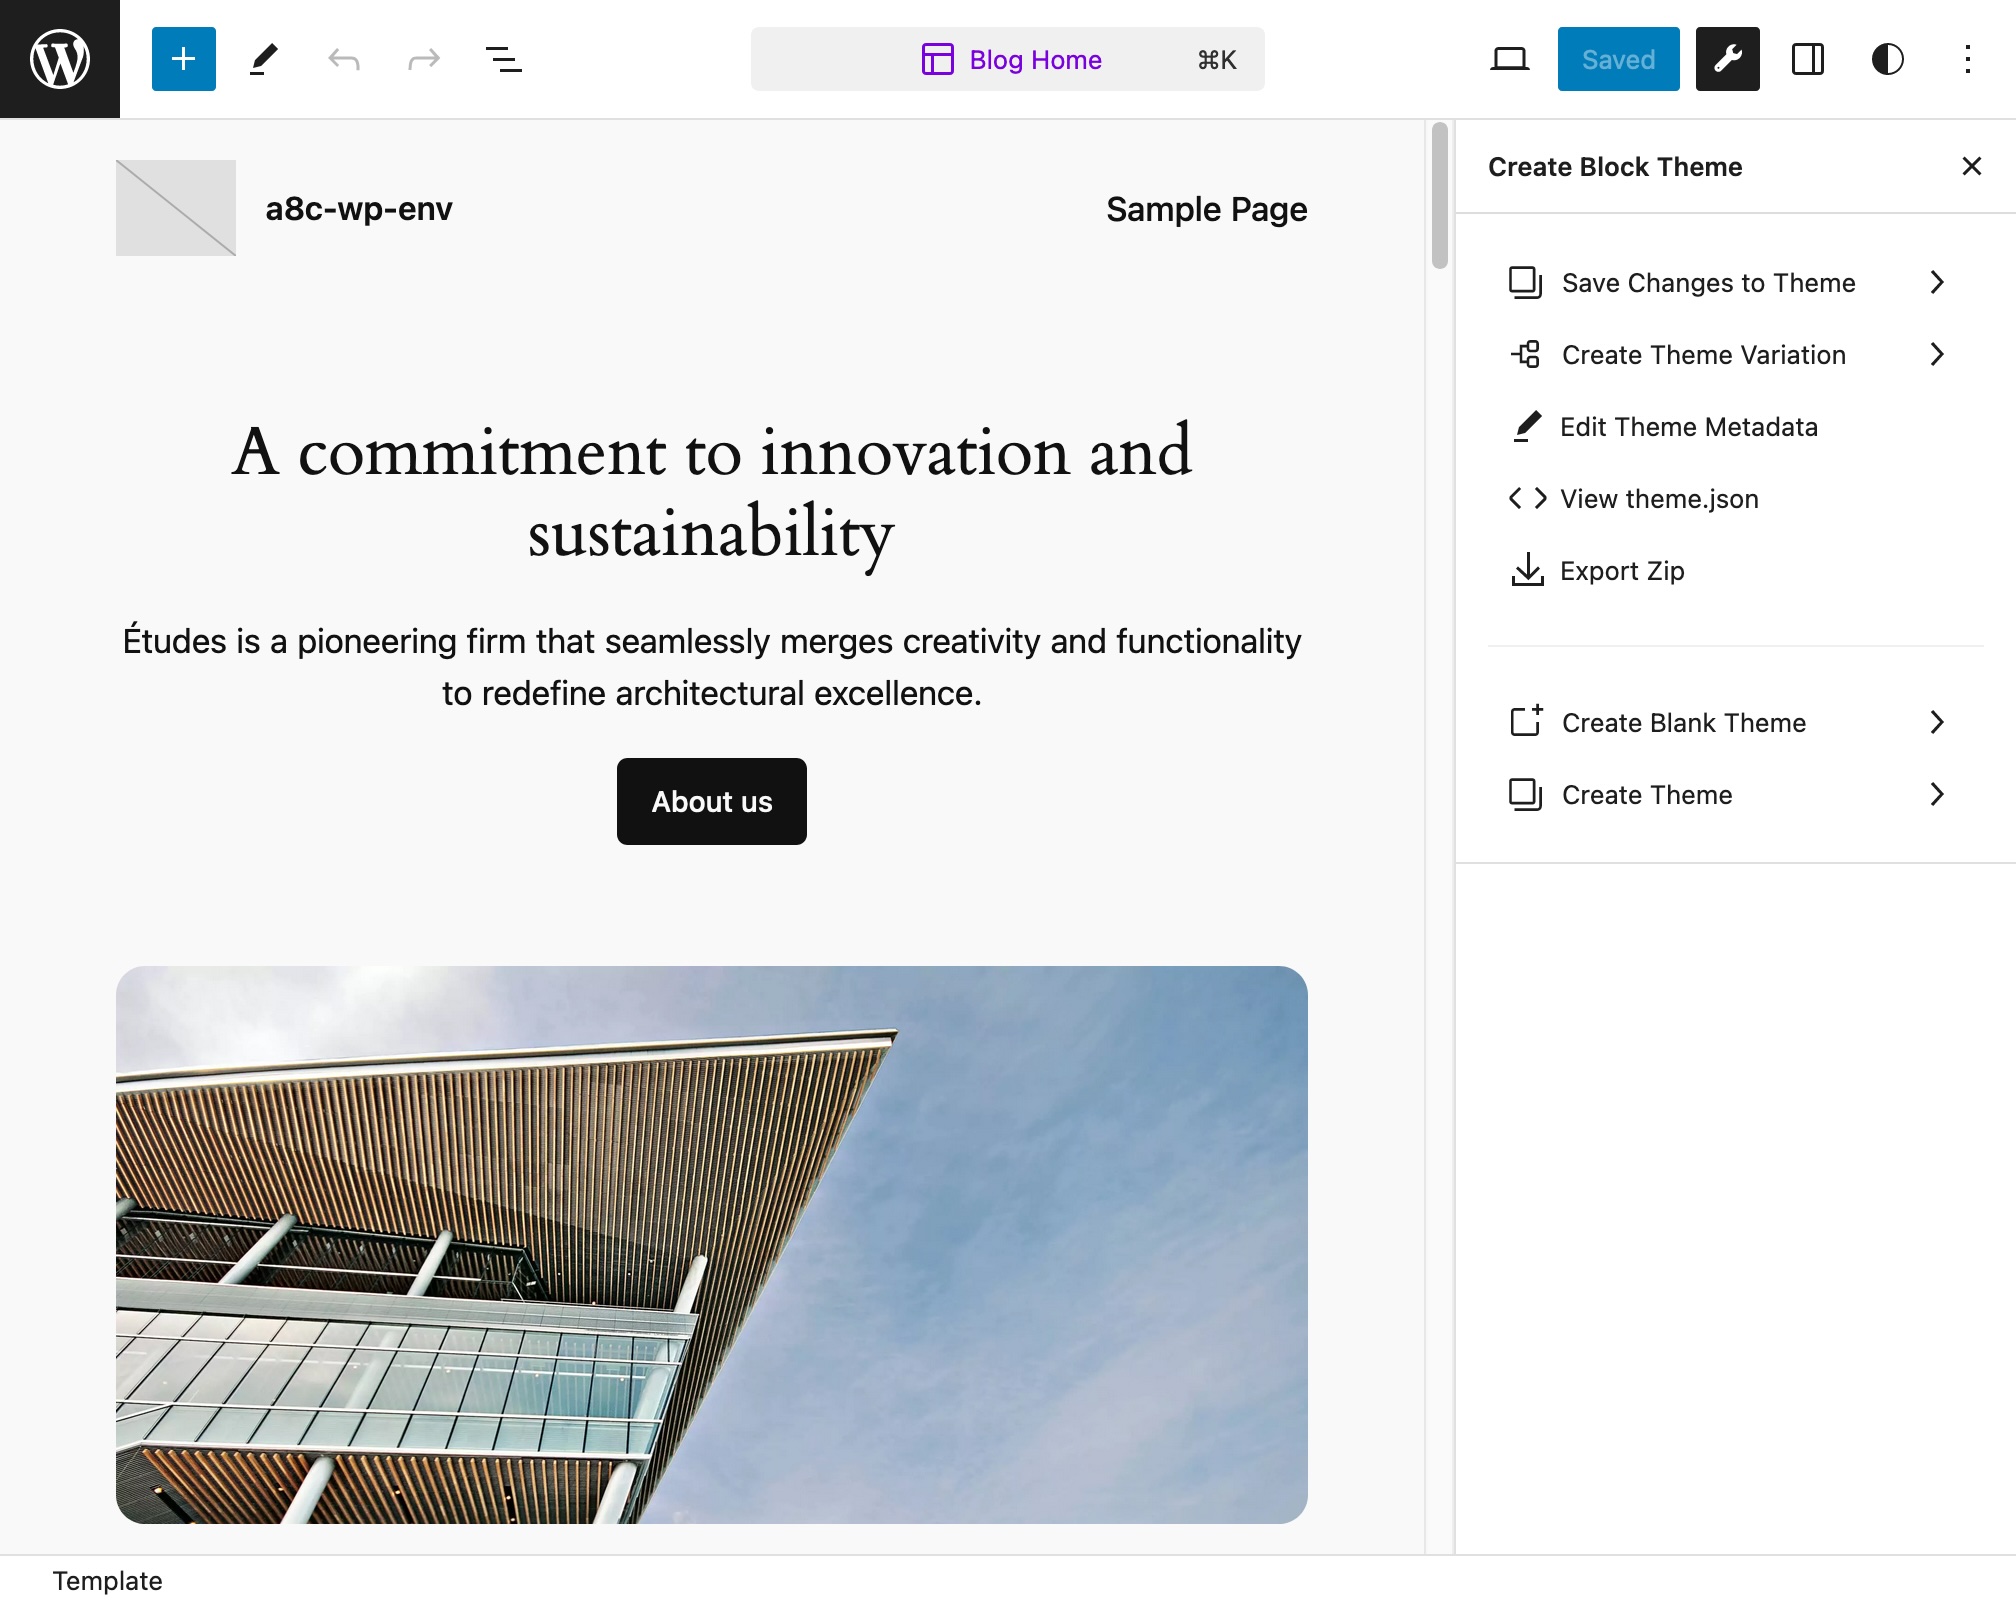 Blog Home ⌘K
Saved
a8c-wp-env
Sample Page
A commitment to innovation and
sustainability
Études is a pioneering firm that seamlessly merges creativity and functionality
to redefine architectural excellence.
About us
Create Block Theme
Save Changes to Theme
Create Theme Variation
Edit Theme Metadata
View theme.json
Export Zip
Create Blank Theme
Create Theme
Template